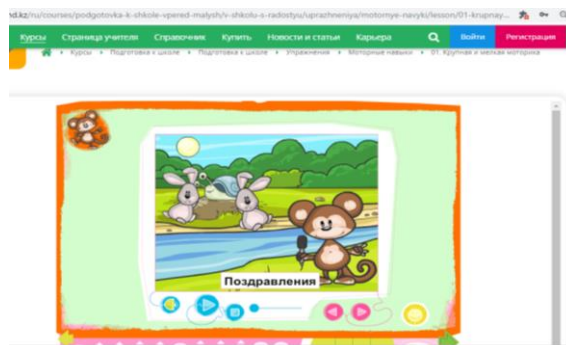 nd.kz/ru/courses/podgotovka-k-shkole-vpered-malysh/v-shkolu-s-radostyu/uprazhneniya/motornye-navyki/lesson/01-krupnay...
Курсы Страница учителя Справочник Купить Новости и статьи Карьера Войти Регистрация
Курсы Подготовка к школе Подготовка к школе Упражнения Моторные навыки 01. Крупная и мелкая моторика
Поздравления